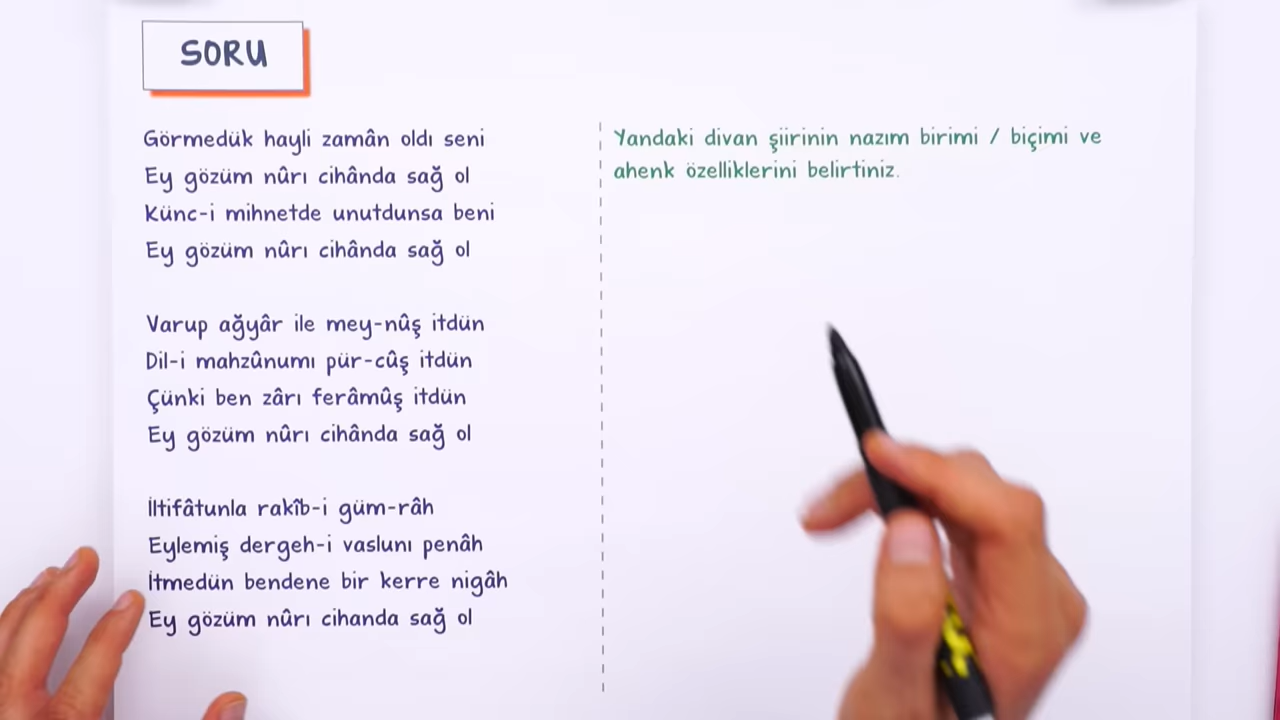 SORU
Görmedük hayli zamân oldı seni
Ey gözüm nûrı cihânda sağ ol
Künc-i mihnetde unutdunsa beni
Ey gözüm nûrı cihânda sağ ol
Varup ağyâr ile mey-nûş itdün
Dil-i mahzûnumı pür-cûş itdün
Çünki ben zârı ferâmûş itdün
Ey gözüm nûrı cihânda sağ ol
İltifâtunla rakîb-i güm-râh
Eylemiş dergeh-i vaslunı penâh
İtmedün bendene bir kerre nigâh
Ey gözüm nûrı cihanda sağ ol
Yandaki divan şiirinin nazım birimi / biçimi ve
ahenk özelliklerini belirtiniz.